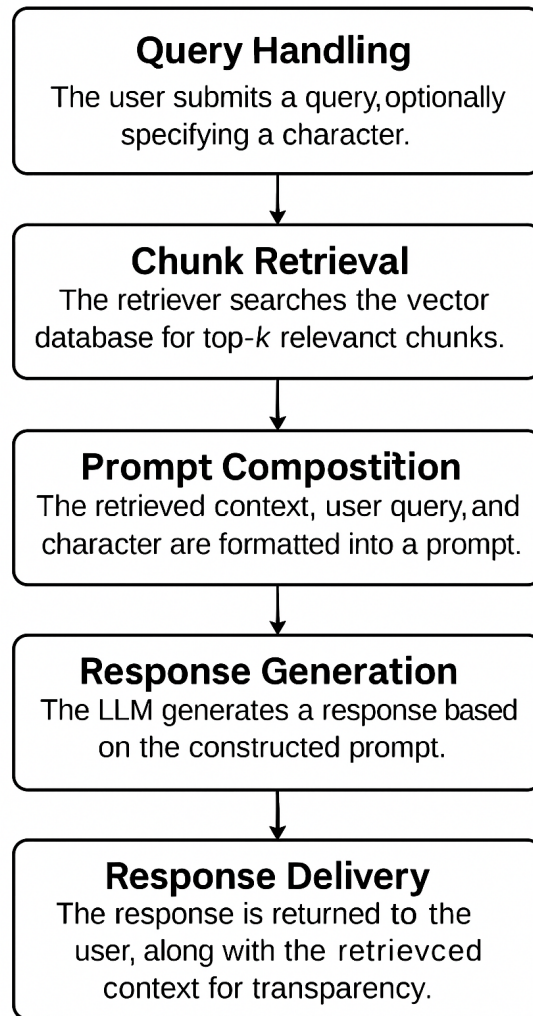 Query Handling
The user submits a query, optionally
specifying a character.
Chunk Retrieval
The retriever searches the vector
database for top-k relevanct chunks.
Prompt Compostition
The retrieved context, user query, and
character are formatted into a prompt.
Response Generation
The LLM generates a response based
on the constructed prompt.
Response Delivery
The response is returned to the
user, along with the retrievced
context for transparency.